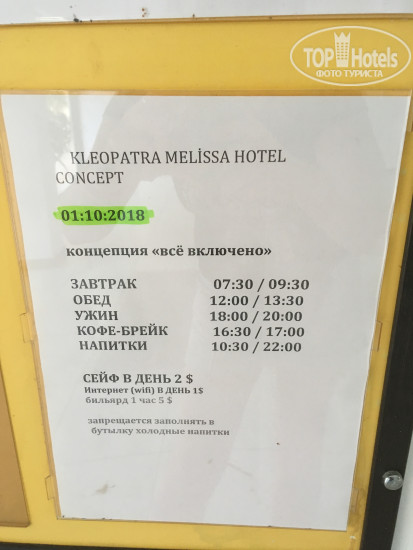 TOP Hotels
ФОТО ТУРИСТА
KLEOPATRA MELİSSA HOTEL
CONCEPT
01:10:2018
концепция «всё включено»
ЗАВТРАК 07:30 / 09:30
ОБЕД 12:00 / 13:30
УЖИН 18:00 / 20:00
КОФЕ-БРЕЙК 16:30 / 17:00
НАПИТКИ 10:30 / 22:00
СЕЙФ В ДЕНЬ 2 $
Интернет (wifi) В ДЕНЬ 1$
бильярд 1 час 5 $
запрещается заполнять в
бутылку холодные напитки